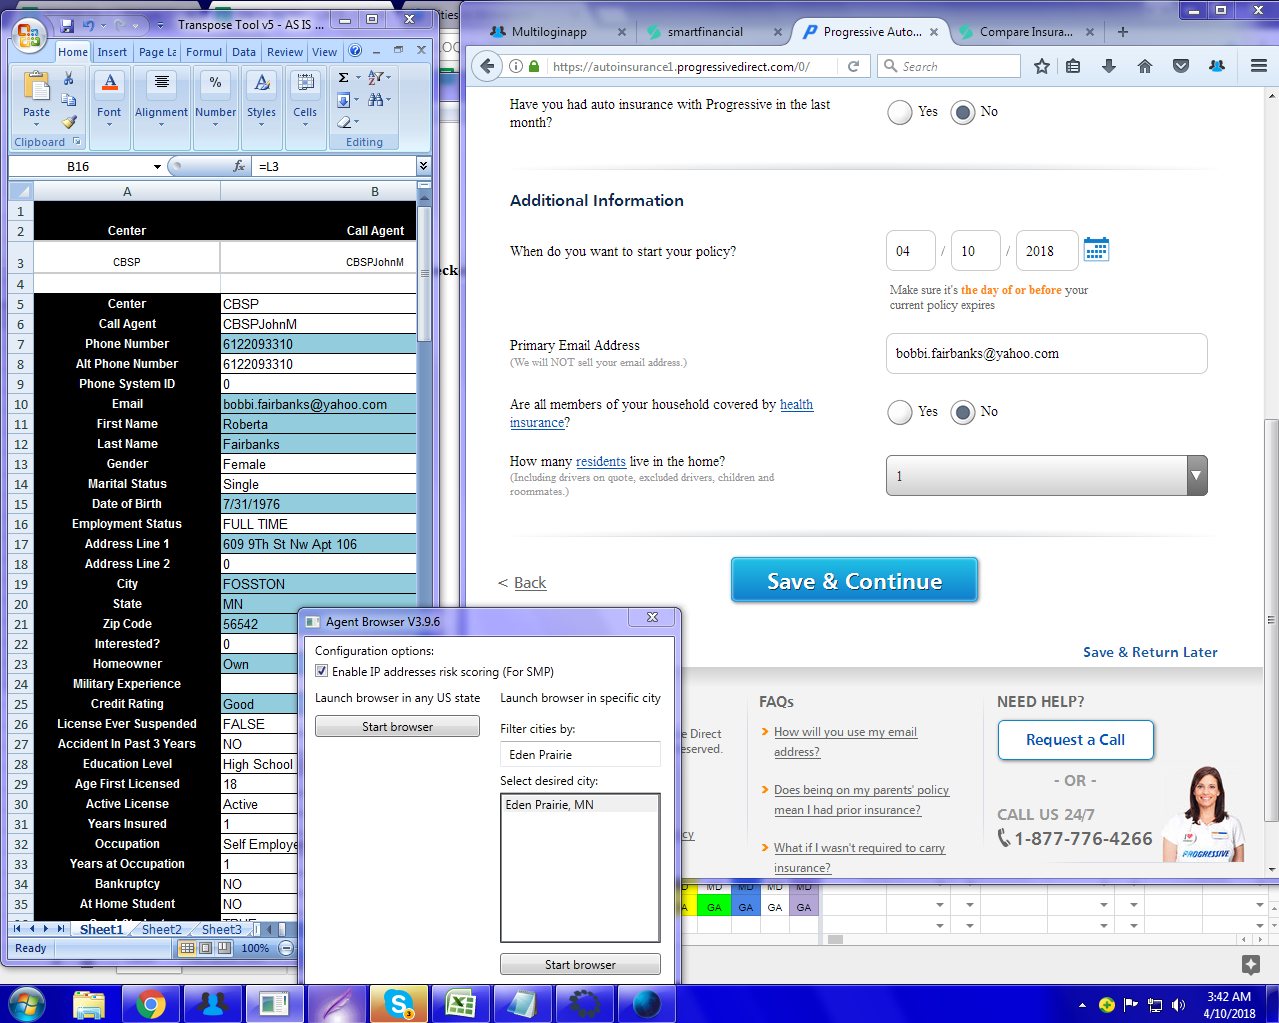 Transpose Tool v5 - AS IS ...
Home
Insert
Page La
Formul
Data
Review
View
Paste
Font
Alignment
Number
Styles
Cells
Clipboard
Editing
B16
fx
=L3
A
B
1
2
Center
Call Agent
3
CBSP
CBSPJohnM
4
5
Center
CBSP
6
Call Agent
CBSPJohnM
7
Phone Number
6122093310
8
Alt Phone Number
6122093310
9
Phone System ID
0
10
Email
bobbi.fairbanks@yahoo.com
11
First Name
Roberta
12
Last Name
Fairbanks
13
Gender
Female
14
Marital Status
Single
15
Date of Birth
7/31/1976
16
Employment Status
FULL TIME
17
Address Line 1
609 9Th St Nw Apt 106
18
Address Line 2
0
19
City
FOSSTON
20
State
MN
21
Zip Code
56542
22
Interested?
0
23
Homeowner
Own
24
Military Experience
25
Credit Rating
Good
26
License Ever Suspended
FALSE
27
Accident In Past 3 Years
NO
28
Education Level
High School
29
Age First Licensed
18
30
Active License
Active
31
Years Insured
1
32
Occupation
Self Employe
33
Years at Occupation
1
34
Bankruptcy
NO
35
At Home Student
NO
Sheet1
Sheet2
Sheet3
Ready
100%
Multiloginapp
smartfinancial
Progressive Auto...
Compare Insura...
https://autoinsurance1.progressivedirect.com/0/
Search
Have you had auto insurance with Progressive in the last
month?
Yes
No
Additional Information
When do you want to start your policy?
04
/
10
/
2018
Make sure it's the day of or before your
current policy expires
Primary Email Address
(We will NOT sell your email address.)
bobbi.fairbanks@yahoo.com
Are all members of your household covered by health
insurance?
Yes
No
How many residents live in the home?
(Including drivers on quote, excluded drivers, children and
roommates.)
1
< Back
Save & Continue
Save & Return Later
Direct
eserved.
cy
FAQs
How will you use my email
address?
Does being on my parents' policy
mean I had prior insurance?
What if I wasn't required to carry
insurance?
NEED HELP?
Request a Call
- OR -
CALL US 24/7
1-877-776-4266
PROGRESSIVE
Agent Browser V3.9.6
Configuration options:
Enable IP addresses risk scoring (For SMP)
Launch browser in any US state
Start browser
Launch browser in specific city
Filter cities by:
Eden Prairie
Select desired city:
Eden Prairie, MN
Start browser
MD
MD
MD
MD
GA
GA
GA
GA
3:42 AM
4/10/2018